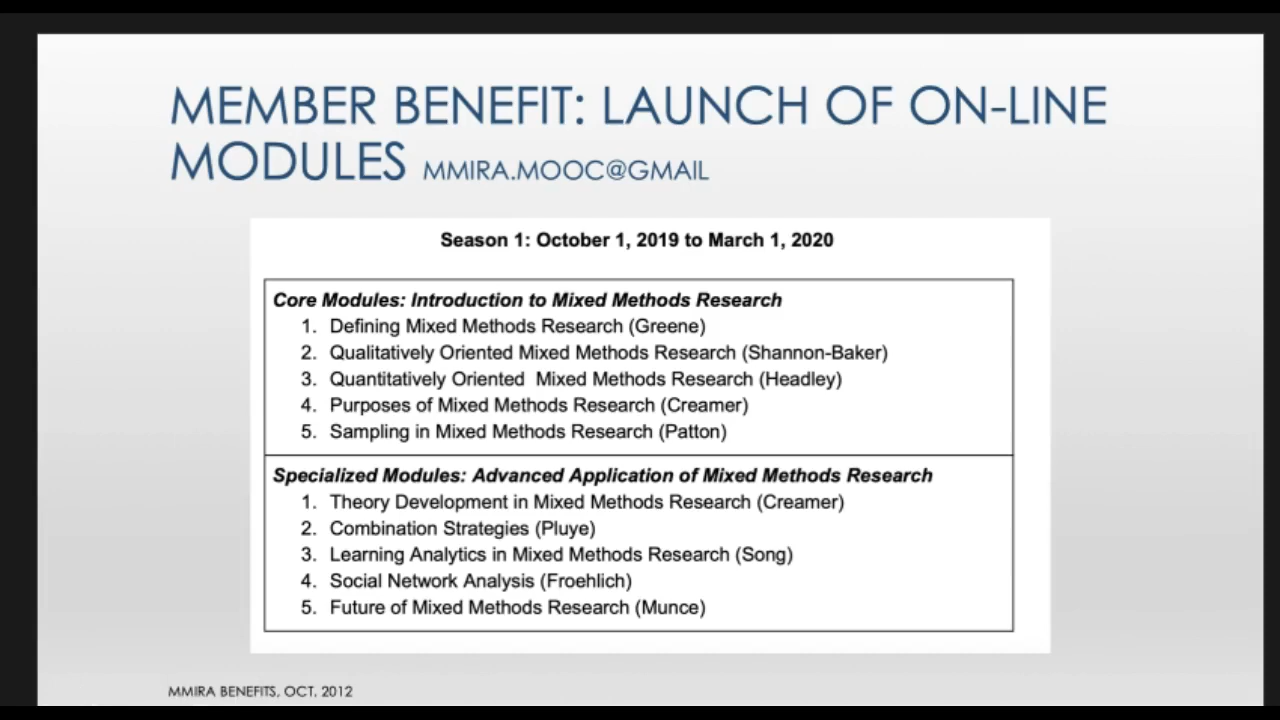 MEMBER BENEFIT: LAUNCH OF ON-LINE
MODULES MMIRA.MOOC@GMAIL
Season 1: October 1, 2019 to March 1, 2020
Core Modules: Introduction to Mixed Methods Research
1. Defining Mixed Methods Research (Greene)
2. Qualitatively Oriented Mixed Methods Research (Shannon-Baker)
3. Quantitatively Oriented Mixed Methods Research (Headley)
4. Purposes of Mixed Methods Research (Creamer)
5. Sampling in Mixed Methods Research (Patton)
Specialized Modules: Advanced Application of Mixed Methods Research
1. Theory Development in Mixed Methods Research (Creamer)
2. Combination Strategies (Pluye)
3. Learning Analytics in Mixed Methods Research (Song)
4. Social Network Analysis (Froehlich)
5. Future of Mixed Methods Research (Munce)
MMIRA BENEFITS, OCT, 2012